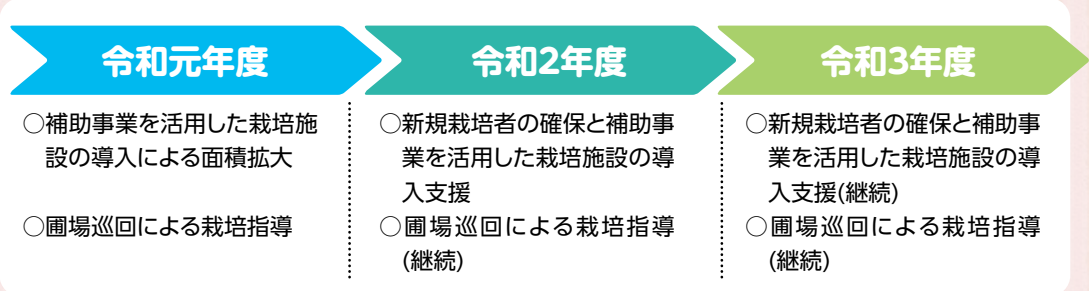 令和元年度
○補助事業を活用した栽培施
設の導入による面積拡大
○圃場巡回による栽培指導
令和2年度
○新規栽培者の確保と補助事
業を活用した栽培施設の導
入支援
○圃場巡回による栽培指導
(継続)
令和3年度
○新規栽培者の確保と補助事
業を活用した栽培施設の導
入支援(継続)
○圃場巡回による栽培指導
(継続)